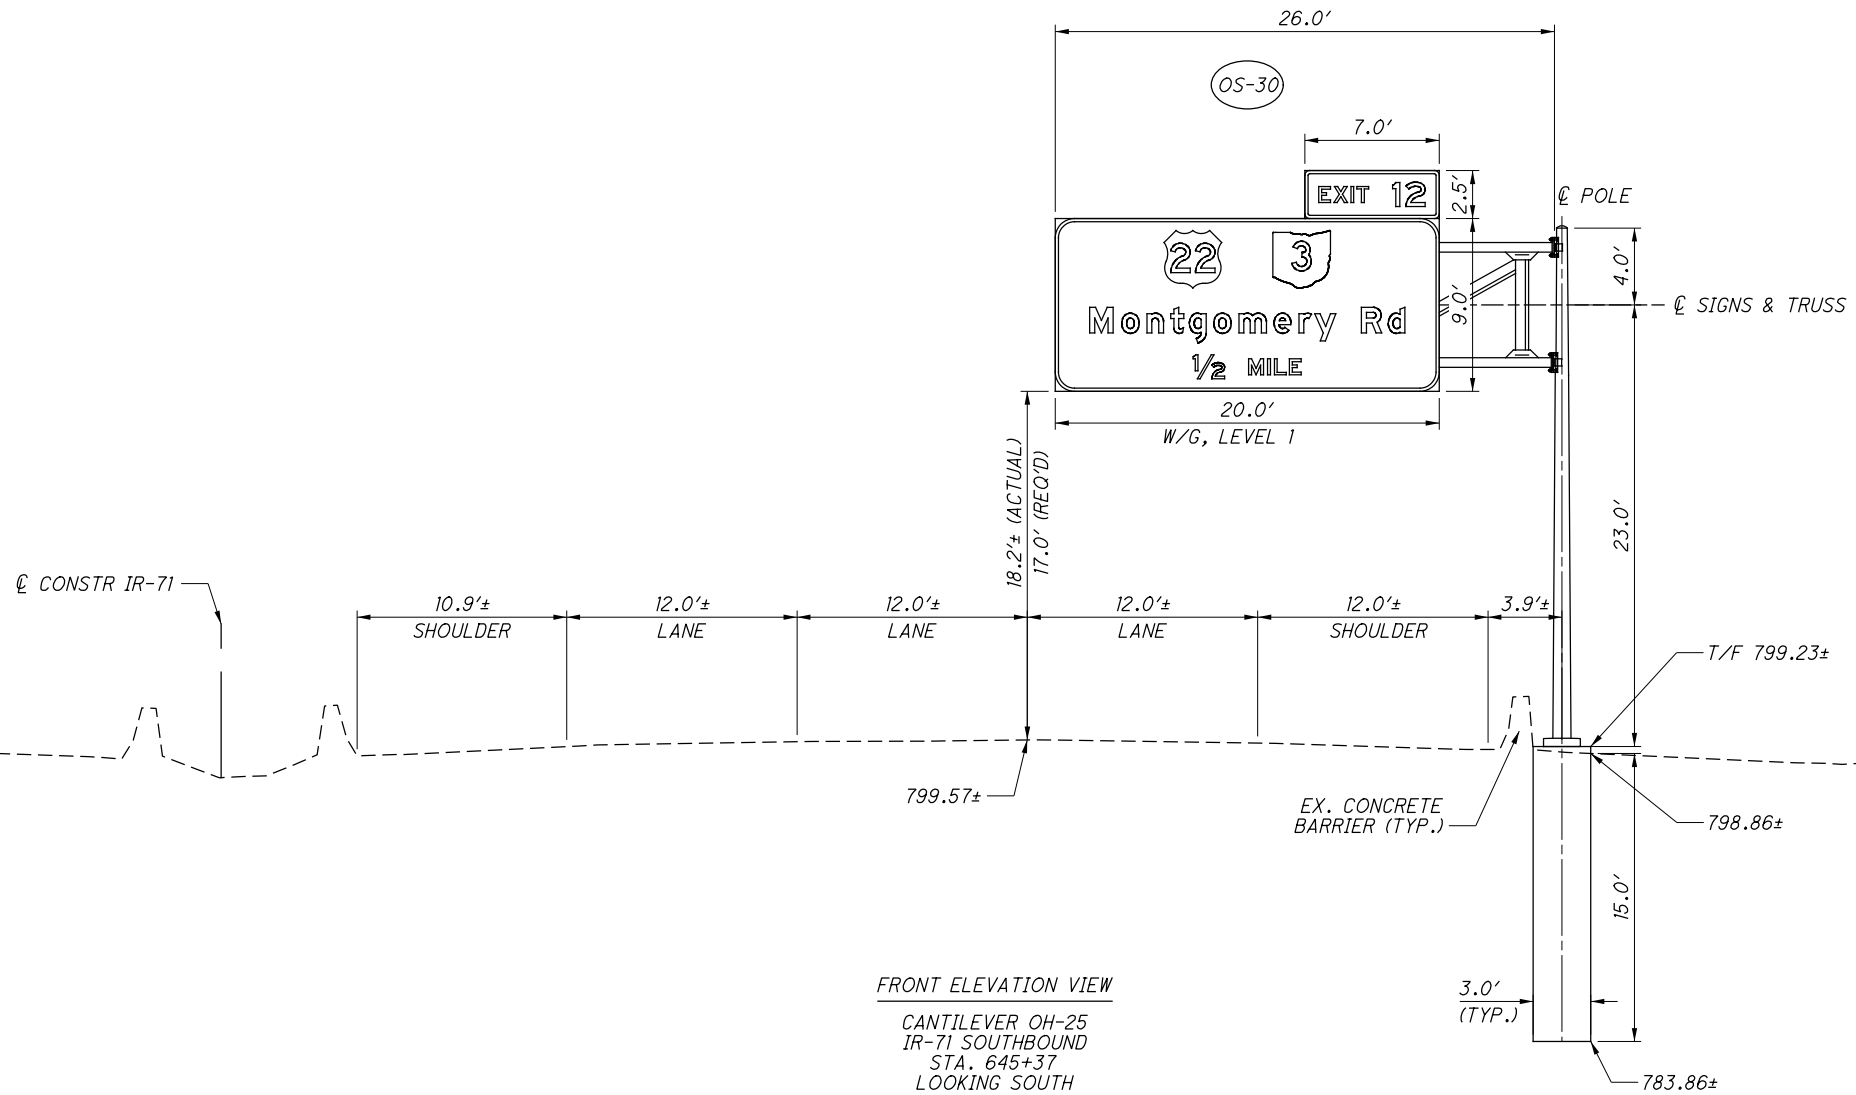 26.0'
OS-30
7.0'
EXIT 12
2.5'
℄ POLE
22 3
4.0'
9.0'
℄ SIGNS & TRUSS
Montgomery Rd
1/2 MILE
20.0'
W/G, LEVEL 1
18.2'± (ACTUAL)
17.0' (REQ'D)
23.0'
℄ CONSTR IR-71
10.9'±
SHOULDER
12.0'±
LANE
12.0'±
LANE
12.0'±
LANE
12.0'±
SHOULDER
3.9'±
T/F 799.23±
799.57±
EX. CONCRETE
BARRIER (TYP.)
798.86±
15.0'
3.0'
(TYP.)
783.86±
FRONT ELEVATION VIEW
CANTILEVER OH-25
IR-71 SOUTHBOUND
STA. 645+37
LOOKING SOUTH